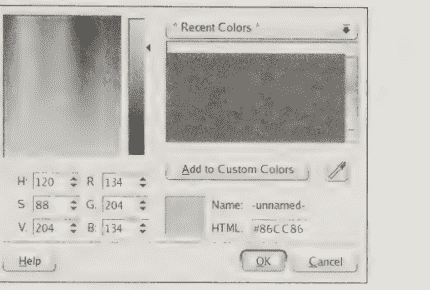 * Recent Colors *
Add to Custom Colors
H: 120 R: 134
S: 88 G: 204
V: 204 B: 134
Name: -unnamed-
HTML: #86CC86
Help OK Cancel